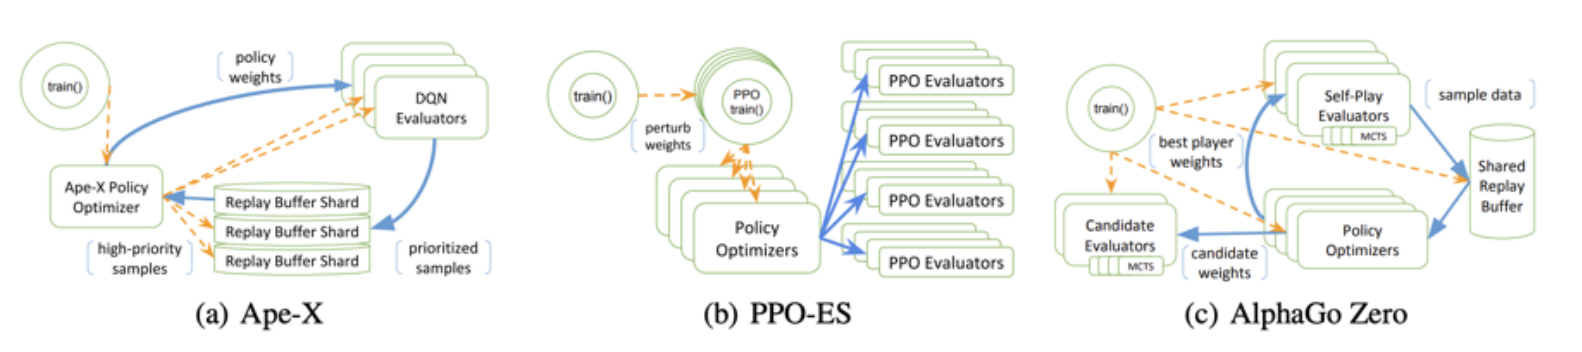 train()
policy
weights
DQN
Evaluators
Ape-X Policy
Optimizer
Replay Buffer Shard
Replay Buffer Shard
Replay Buffer Shard
high-priority
samples
prioritized
samples
(a) Ape-X
train()
PPO
train()
perturb
weights
Policy
Optimizers
PPO Evaluators
PPO Evaluators
PPO Evaluators
PPO Evaluators
(b) PPO-ES
train()
Self-Play
Evaluators
MCTS
sample data
best player
weights
Shared
Replay
Buffer
Candidate
Evaluators
MCTS
candidate
weights
Policy
Optimizers
(c) AlphaGo Zero